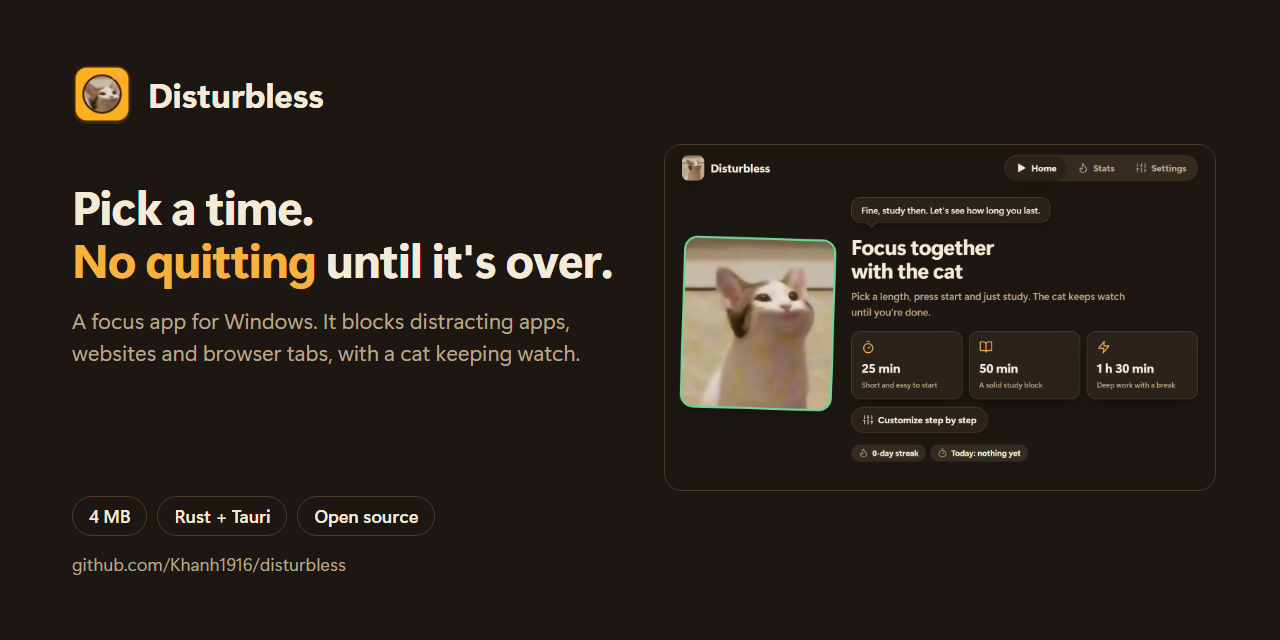 Disturbless
Pick a time.
No quitting until it's over.
A focus app for Windows. It blocks distracting apps,
websites and browser tabs, with a cat keeping watch.
4 MB
Rust + Tauri
Open source
github.com/Khanh1916/disturbless
Disturbless
Home
Stats
Settings
Fine, study then. Let's see how long you last.
Focus together
with the cat
Pick a length, press start and just study. The cat keeps watch
until you're done.
25 min
Short and easy to start
50 min
A solid study block
1 h 30 min
Deep work with a break
Customize step by step
0-day streak
Today: nothing yet